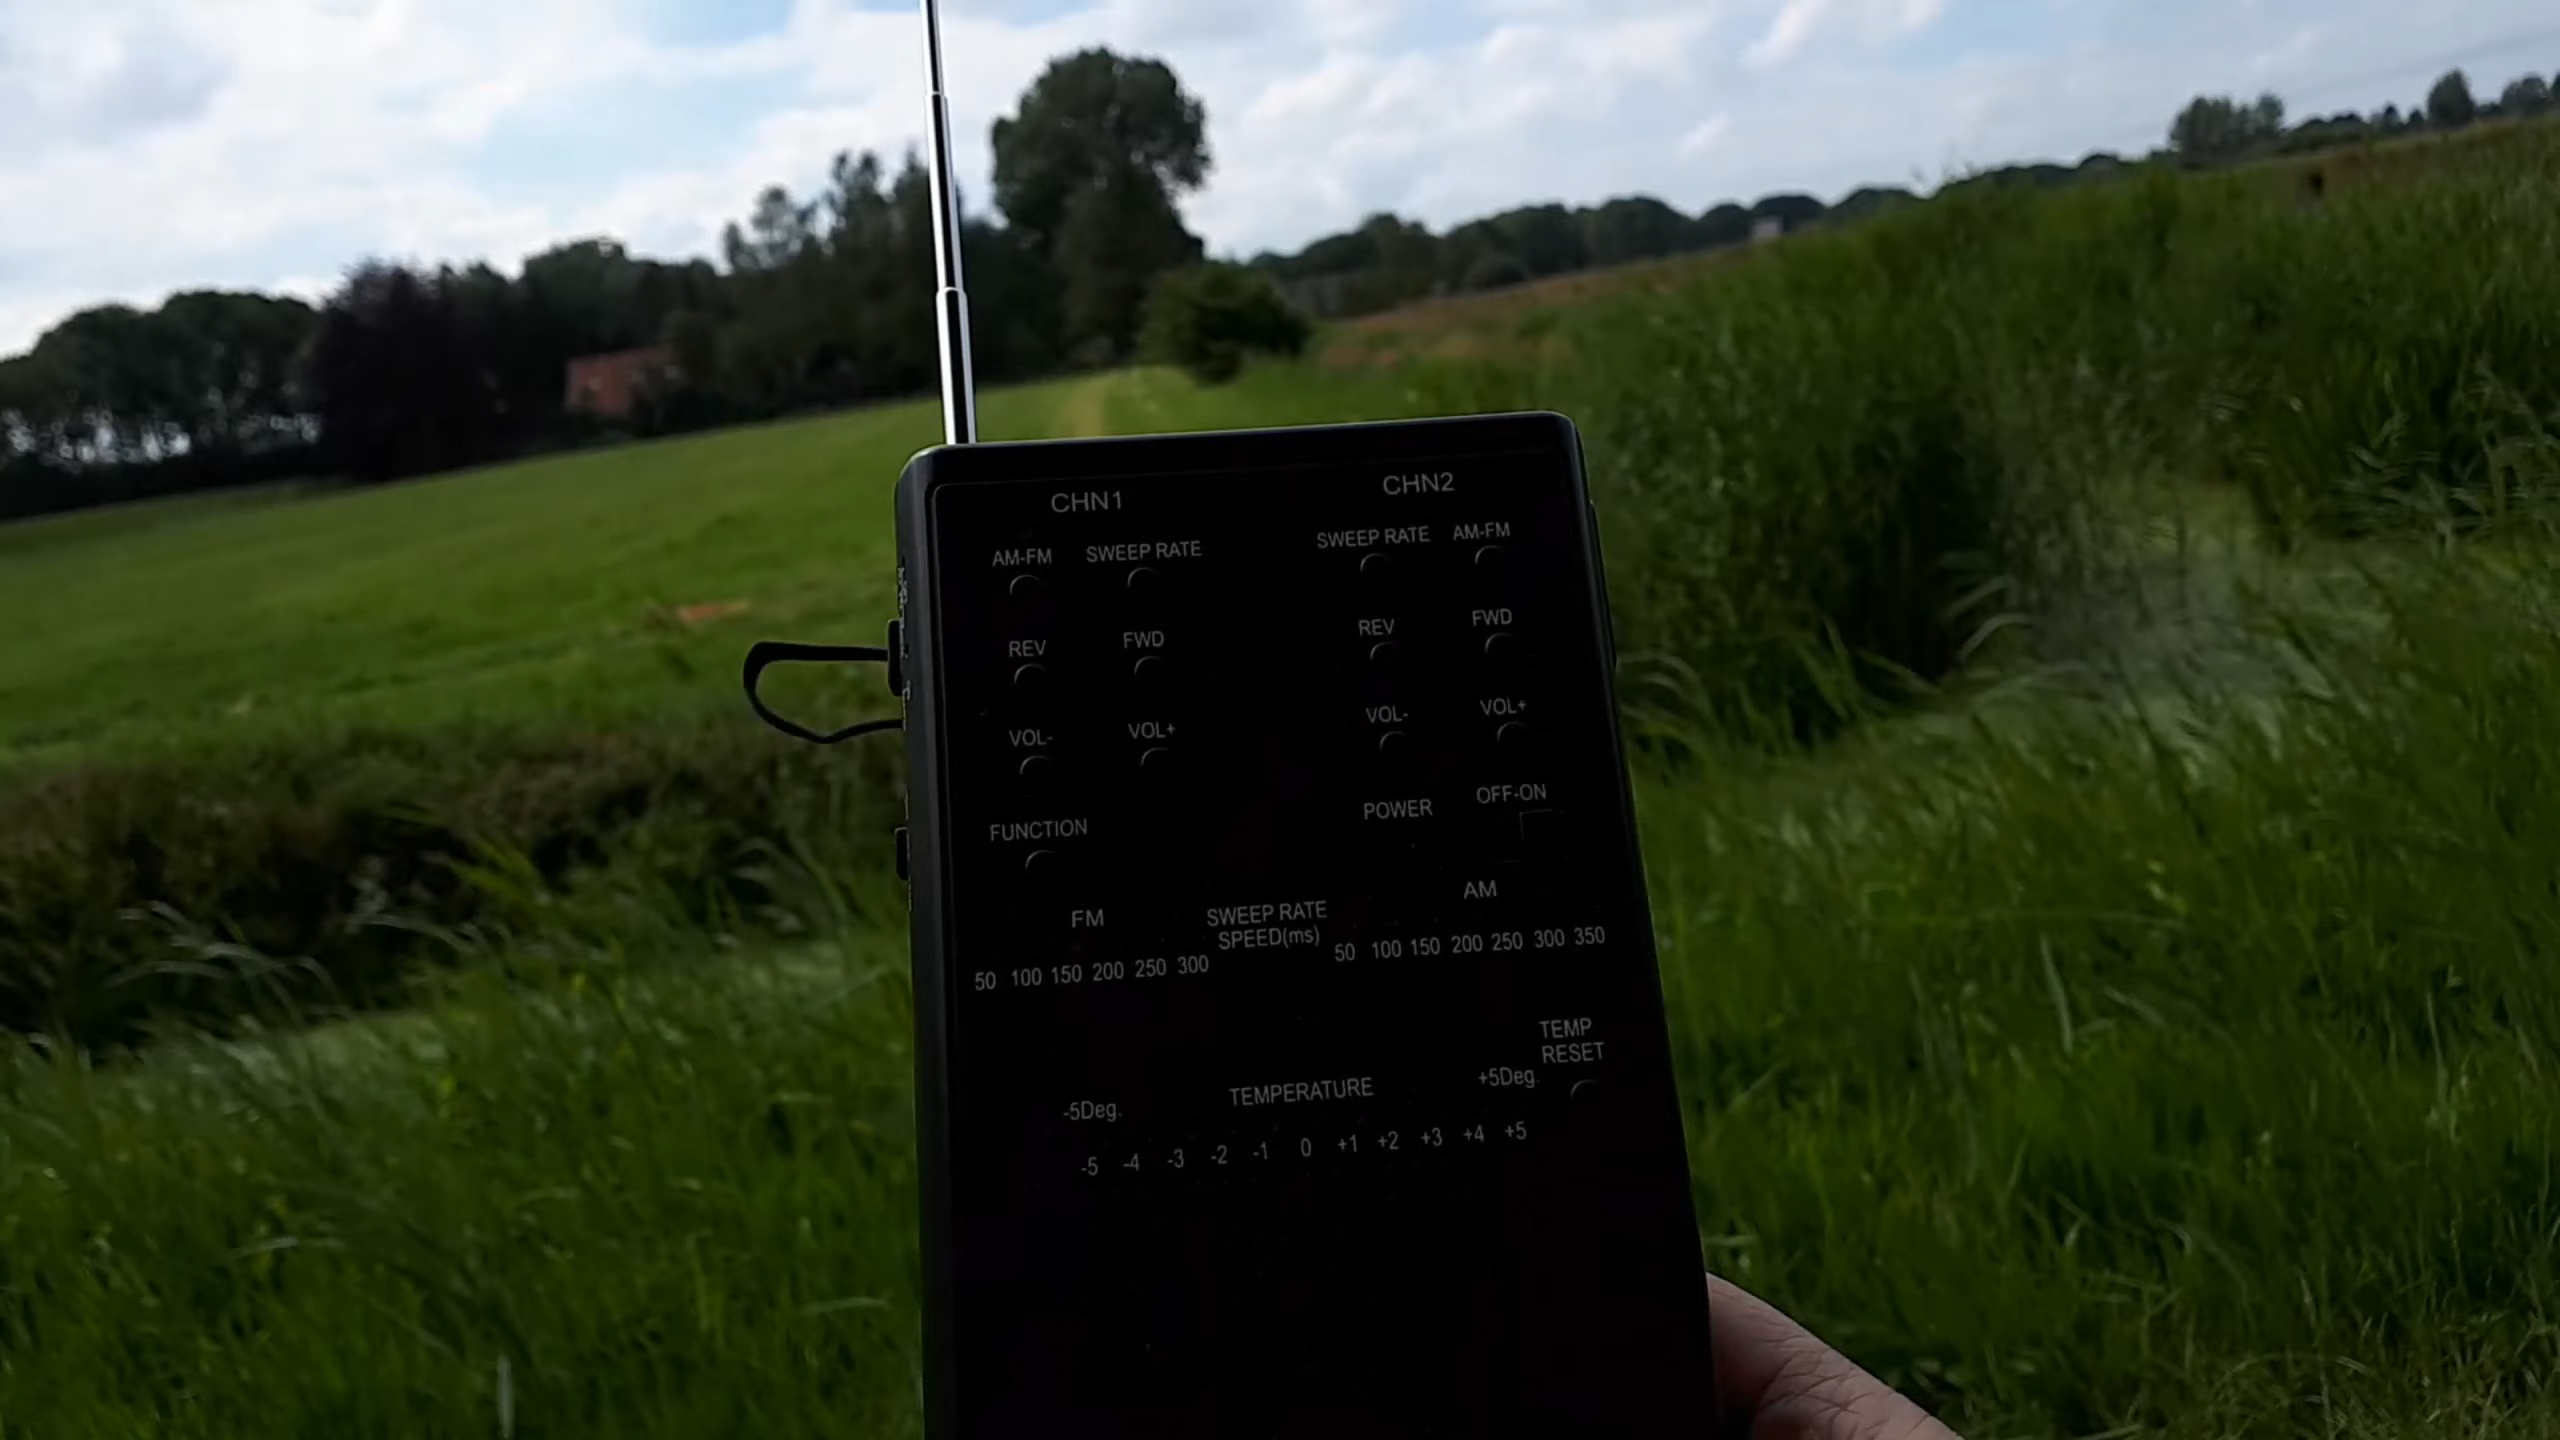 CHN1
CHN2
AM-FM SWEEP RATE
SWEEP RATE AM-FM
REV FWD
REV FWD
VOL- VOL+
VOL- VOL+
FUNCTION
POWER OFF-ON
FM
SWEEP RATE
SPEED(ms)
AM
50 100 150 200 250 300
50 100 150 200 250 300 350
TEMP
RESET
-5Deg.
TEMPERATURE
+5Deg.
-5 -4 -3 -2 -1 0 +1 +2 +3 +4 +5